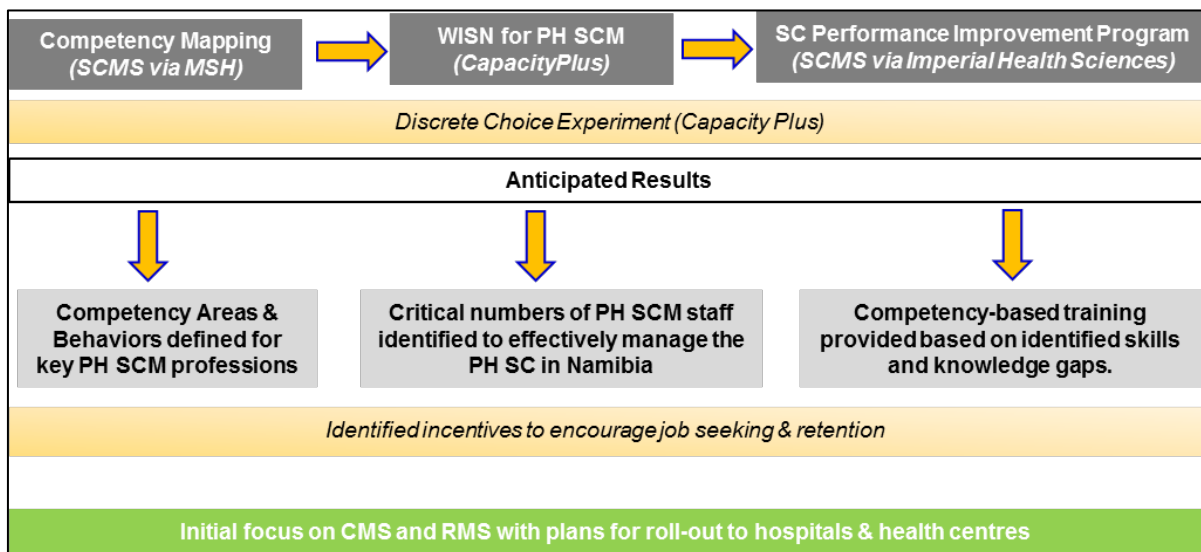 Competency Mapping
(SCMS via MSH)
WISN for PH SCM
(CapacityPlus)
SC Performance Improvement Program
(SCMS via Imperial Health Sciences)
Discrete Choice Experiment (Capacity Plus)
Anticipated Results
Competency Areas &
Behaviors defined for
key PH SCM professions
Critical numbers of PH SCM staff
identified to effectively manage the
PH SC in Namibia
Competency-based training
provided based on identified skills
and knowledge gaps.
Identified incentives to encourage job seeking & retention
Initial focus on CMS and RMS with plans for roll-out to hospitals & health centres